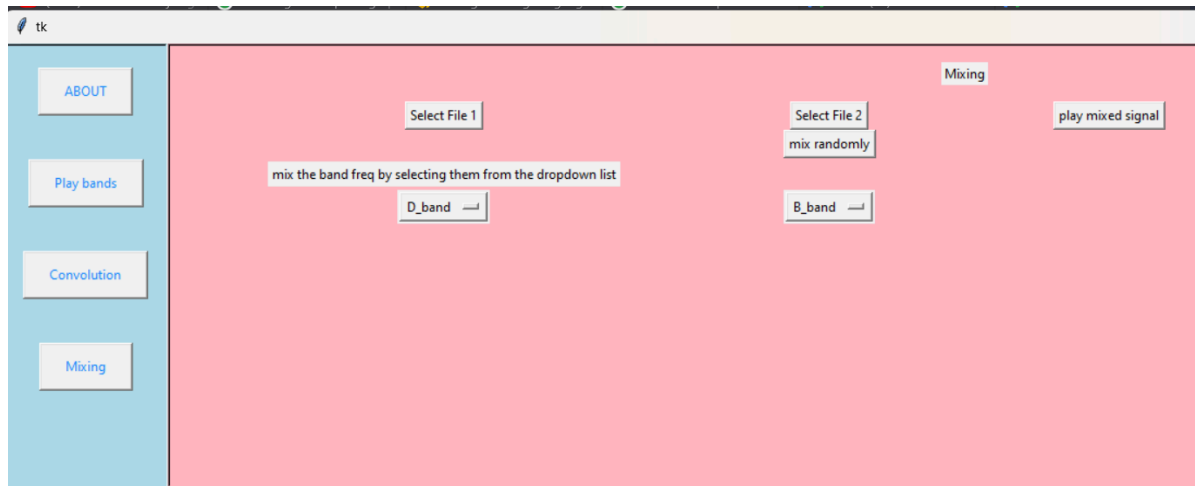 tk
ABOUT
Play bands
Convolution
Mixing
Mixing
Select File 1
Select File 2
play mixed signal
mix randomly
mix the band freq by selecting them from the dropdown list
D_band
B_band